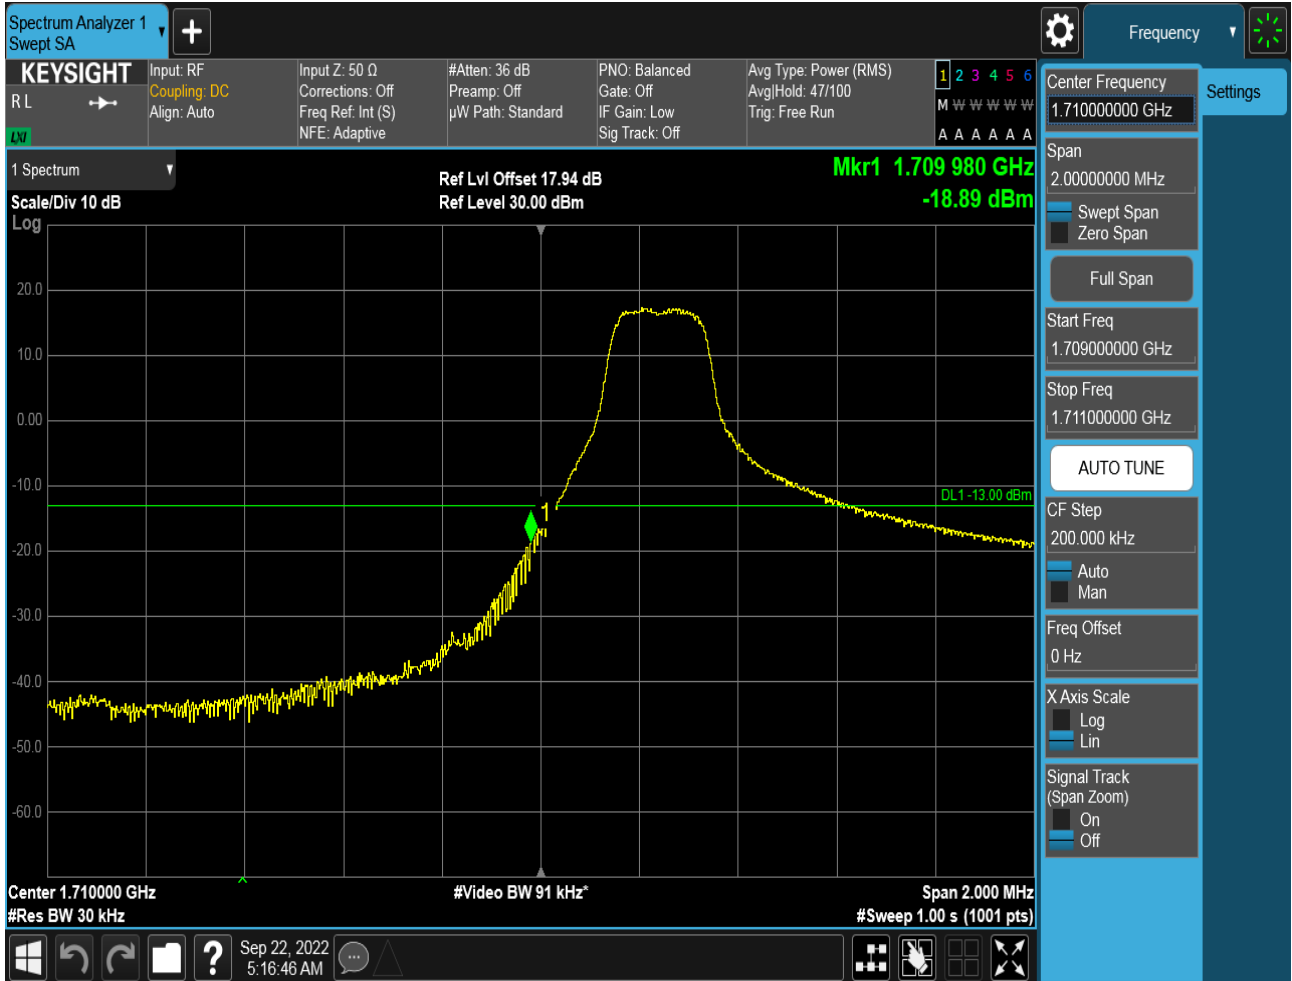 Spectrum Analyzer 1
Swept SA
Frequency
KEYSIGHT
R L
LXI
Input: RF
Coupling: DC
Align: Auto
Input Z: 50 Ω
Corrections: Off
Freq Ref: Int (S)
NFE: Adaptive
#Atten: 36 dB
Preamp: Off
µW Path: Standard
PNO: Balanced
Gate: Off
IF Gain: Low
Sig Track: Off
Avg Type: Power (RMS)
Avg|Hold: 47/100
Trig: Free Run
1 2 3 4 5 6
M W W W W W
A A A A A A
1 Spectrum
Scale/Div 10 dB
Log
Ref Lvl Offset 17.94 dB
Ref Level 30.00 dBm
Mkr1 1.709 980 GHz
-18.89 dBm
20.0
10.0
0.00
-10.0
-20.0
-30.0
-40.0
-50.0
-60.0
DL1 -13.00 dBm
1
Center 1.710000 GHz
#Res BW 30 kHz
#Video BW 91 kHz*
Span 2.000 MHz
#Sweep 1.00 s (1001 pts)
Center Frequency
1.710000000 GHz
Settings
Span
2.00000000 MHz
Swept Span
Zero Span
Full Span
Start Freq
1.709000000 GHz
Stop Freq
1.711000000 GHz
AUTO TUNE
CF Step
200.000 kHz
Auto
Man
Freq Offset
0 Hz
X Axis Scale
Log
Lin
Signal Track
(Span Zoom)
On
Off
?
Sep 22, 2022
5:16:46 AM